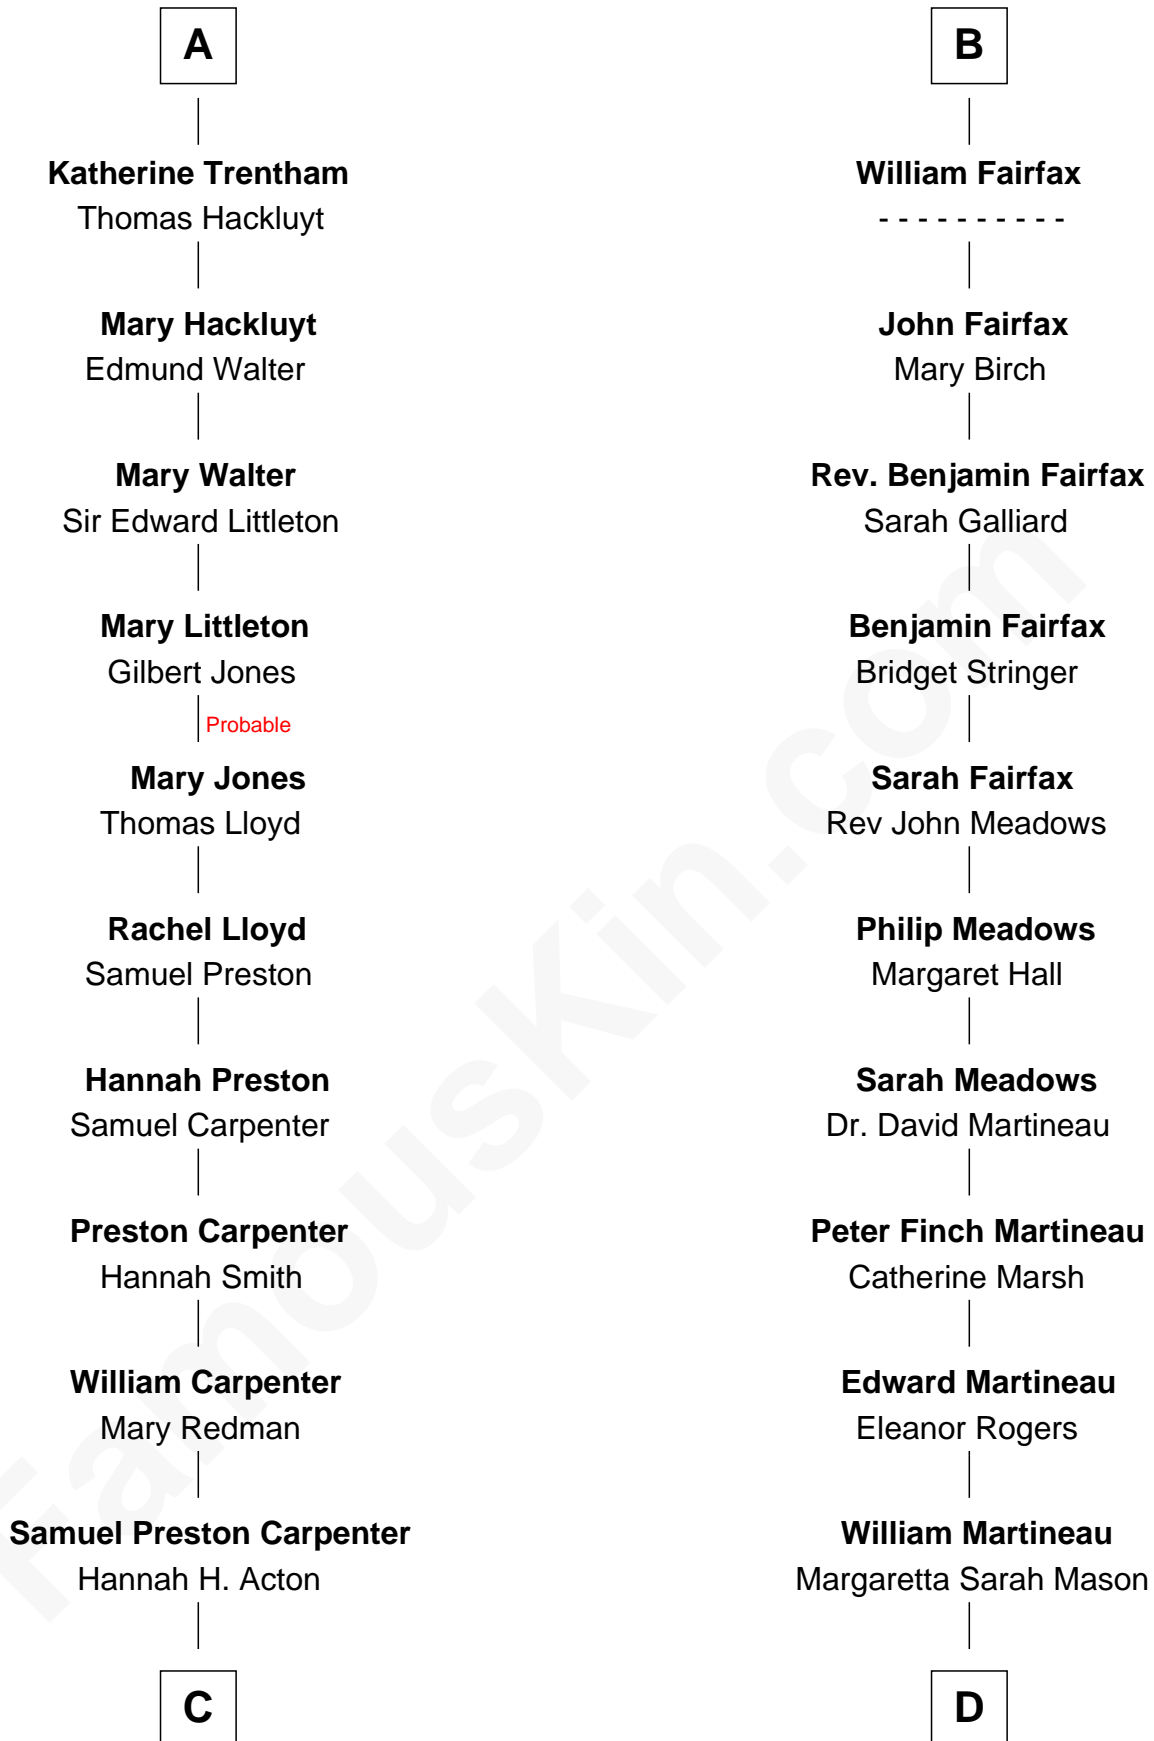 A
Katherine Trentham
Thomas Hackluyt
Mary Hackluyt
Edmund Walter
Mary Walter
Sir Edward Littleton
Mary Littleton
Gilbert Jones
Probable
Mary Jones
Thomas Lloyd
Rachel Lloyd
Samuel Preston
Hannah Preston
Samuel Carpenter
Preston Carpenter
Hannah Smith
William Carpenter
Mary Redman
Samuel Preston Carpenter
Hannah H. Acton
C
B
William Fairfax
- - - - - - - - - -
John Fairfax
Mary Birch
Rev. Benjamin Fairfax
Sarah Galliard
Benjamin Fairfax
Bridget Stringer
Sarah Fairfax
Rev John Meadows
Philip Meadows
Margaret Hall
Sarah Meadows
Dr. David Martineau
Peter Finch Martineau
Catherine Marsh
Edward Martineau
Eleanor Rogers
William Martineau
Margaretta Sarah Mason
D
FamousKin.com